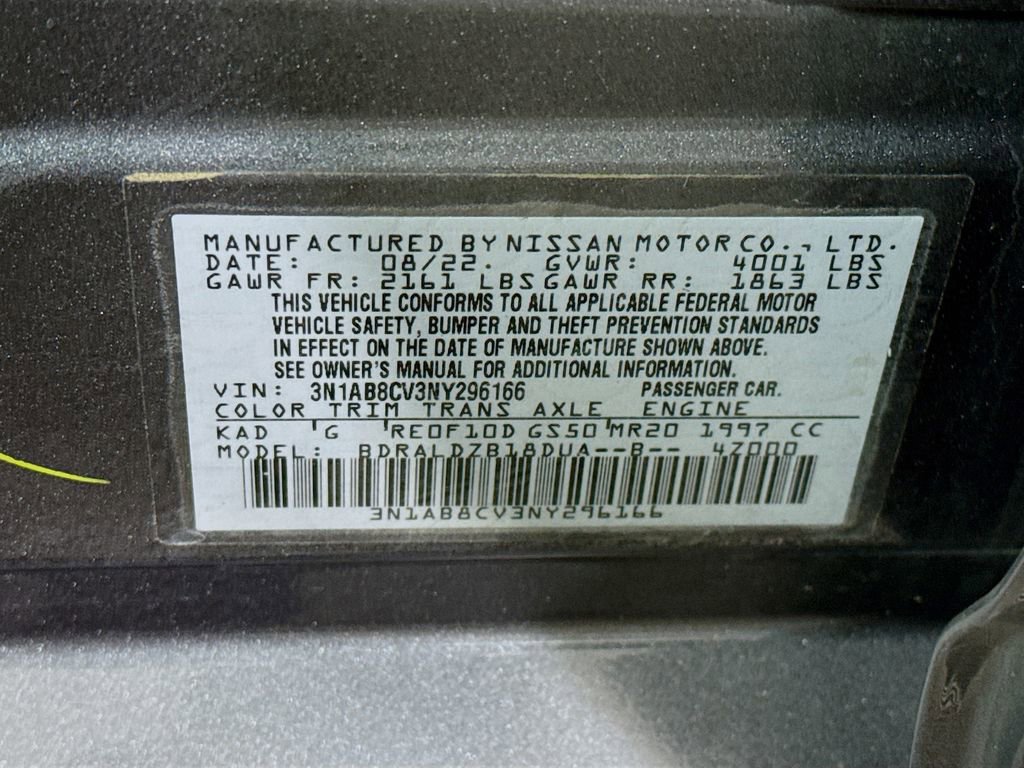 MANUFACTURED BY NISSAN MOTOR CO., LTD.
DATE: 08/22. GVWR: 4001 LBS
GAWR FR: 2161 LBS GAWR RR: 1863 LBS
THIS VEHICLE CONFORMS TO ALL APPLICABLE FEDERAL MOTOR
VEHICLE SAFETY, BUMPER AND THEFT PREVENTION STANDARDS
IN EFFECT ON THE DATE OF MANUFACTURE SHOWN ABOVE.
SEE OWNER'S MANUAL FOR ADDITIONAL INFORMATION.
VIN: 3N1AB8CV3NY296166 PASSENGER CAR.
COLOR TRIM TRANS AXLE ENGINE
KAD G RE0F10D GS50 MR20 1997 CC
MODEL: BDRALDZB18DUA--B-- 4Z000
3N1AB8CV3NY296166